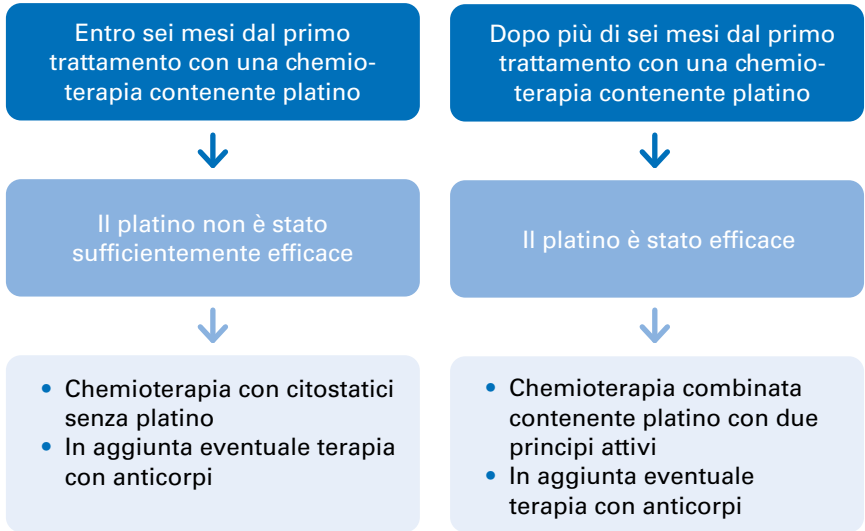 Entro sei mesi dal primo
trattamento con una chemio-
terapia contenente platino
Il platino non è stato
sufficientemente efficace
• Chemioterapia con citostatici
senza platino
• In aggiunta eventuale terapia
con anticorpi
Dopo più di sei mesi dal primo
trattamento con una chemio-
terapia contenente platino
Il platino è stato efficace
• Chemioterapia combinata
contenente platino con due
principi attivi
• In aggiunta eventuale
terapia con anticorpi